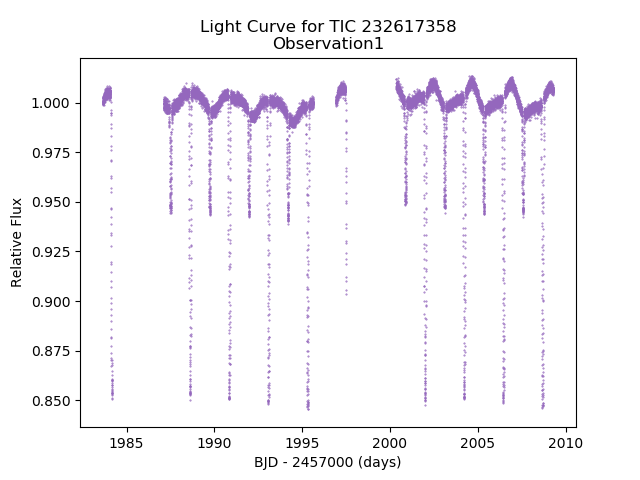 Light Curve for TIC 232617358
Observation1
1.000
0.975
0.950
0.925
0.900
0.875
0.850
Relative Flux
1985 1990 1995 2000 2005 2010
BJD - 2457000 (days)